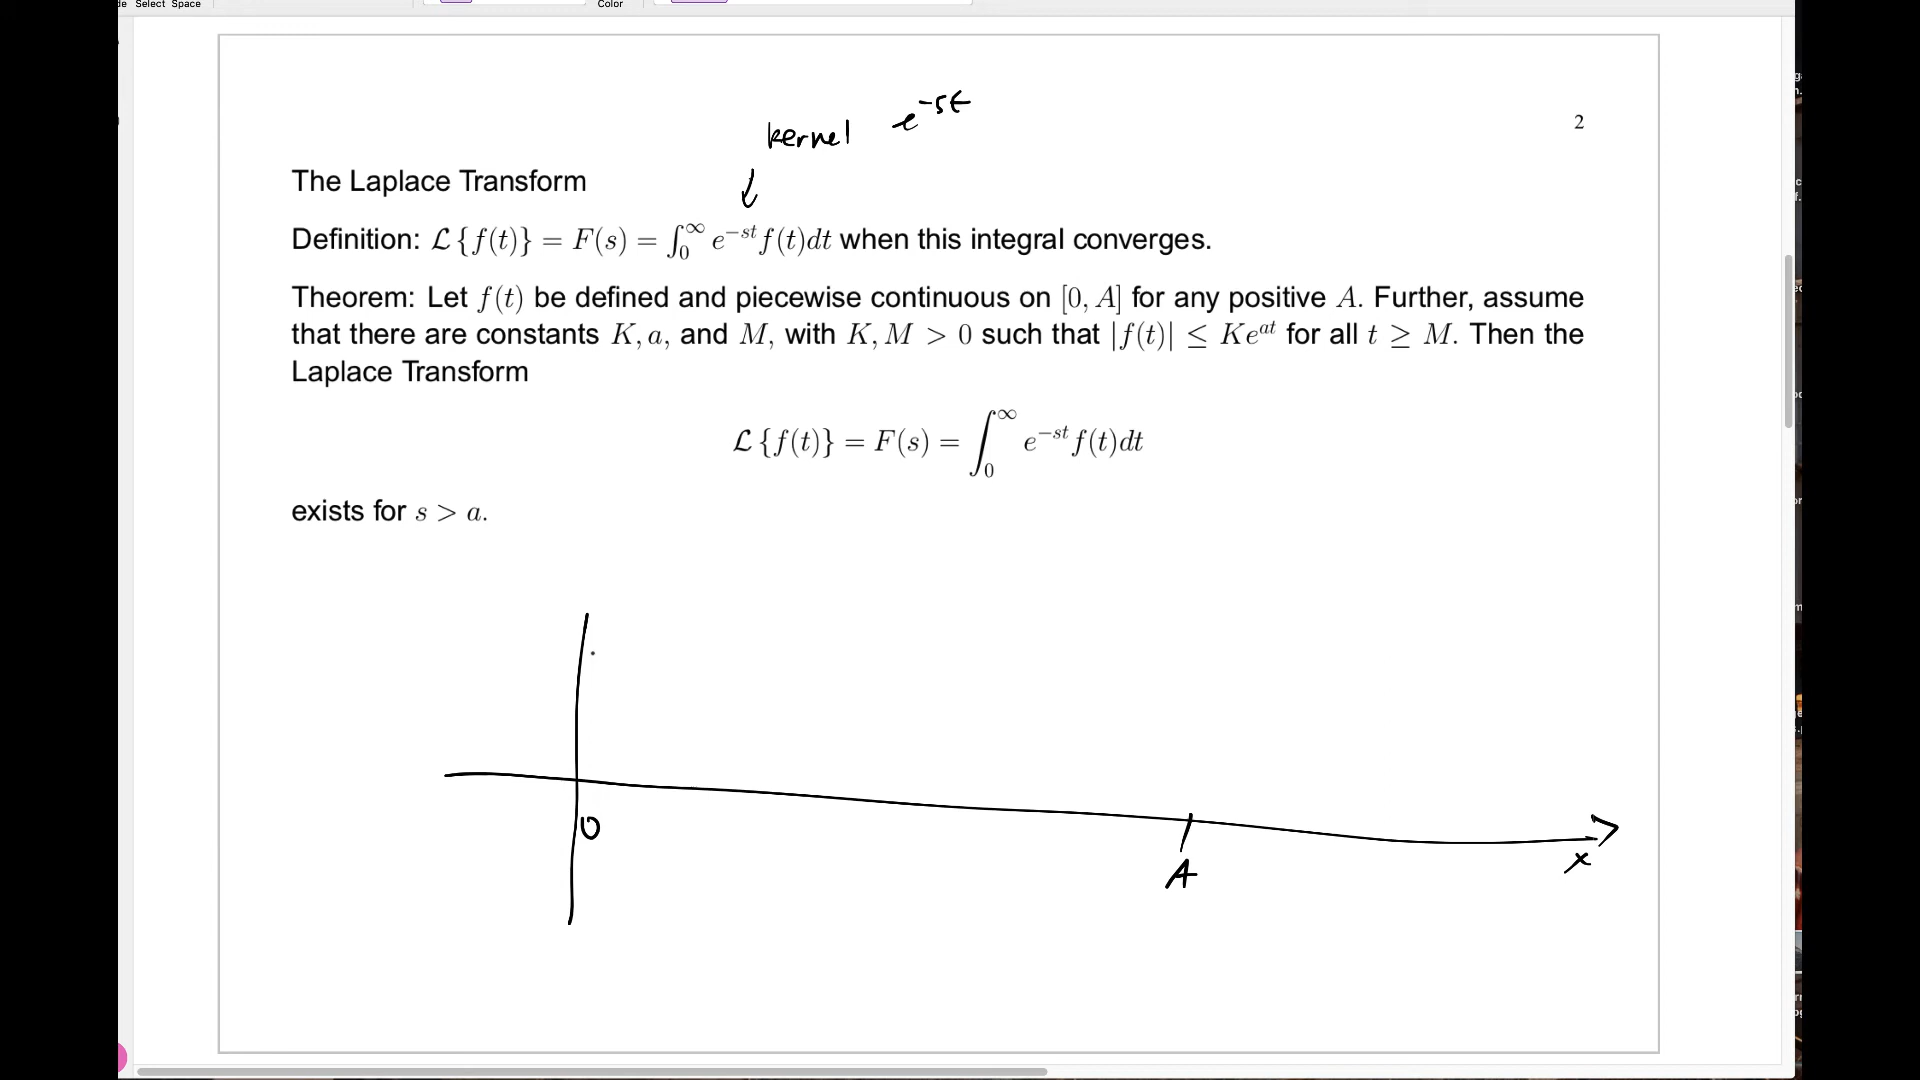 Select Space
Color
kernel e^{-st}
2
The Laplace Transform
Definition: ℒ{f(t)} = F(s) = ∫_0^∞ e^{-st} f(t)dt when this integral converges.
Theorem: Let f(t) be defined and piecewise continuous on [0, A] for any positive A. Further, assume
that there are constants K, a, and M, with K, M > 0 such that |f(t)| ≤ Ke^{at} for all t ≥ M. Then the
Laplace Transform
ℒ{f(t)} = F(s) = ∫_0^∞ e^{-st} f(t)dt
exists for s > a.
0
A
x